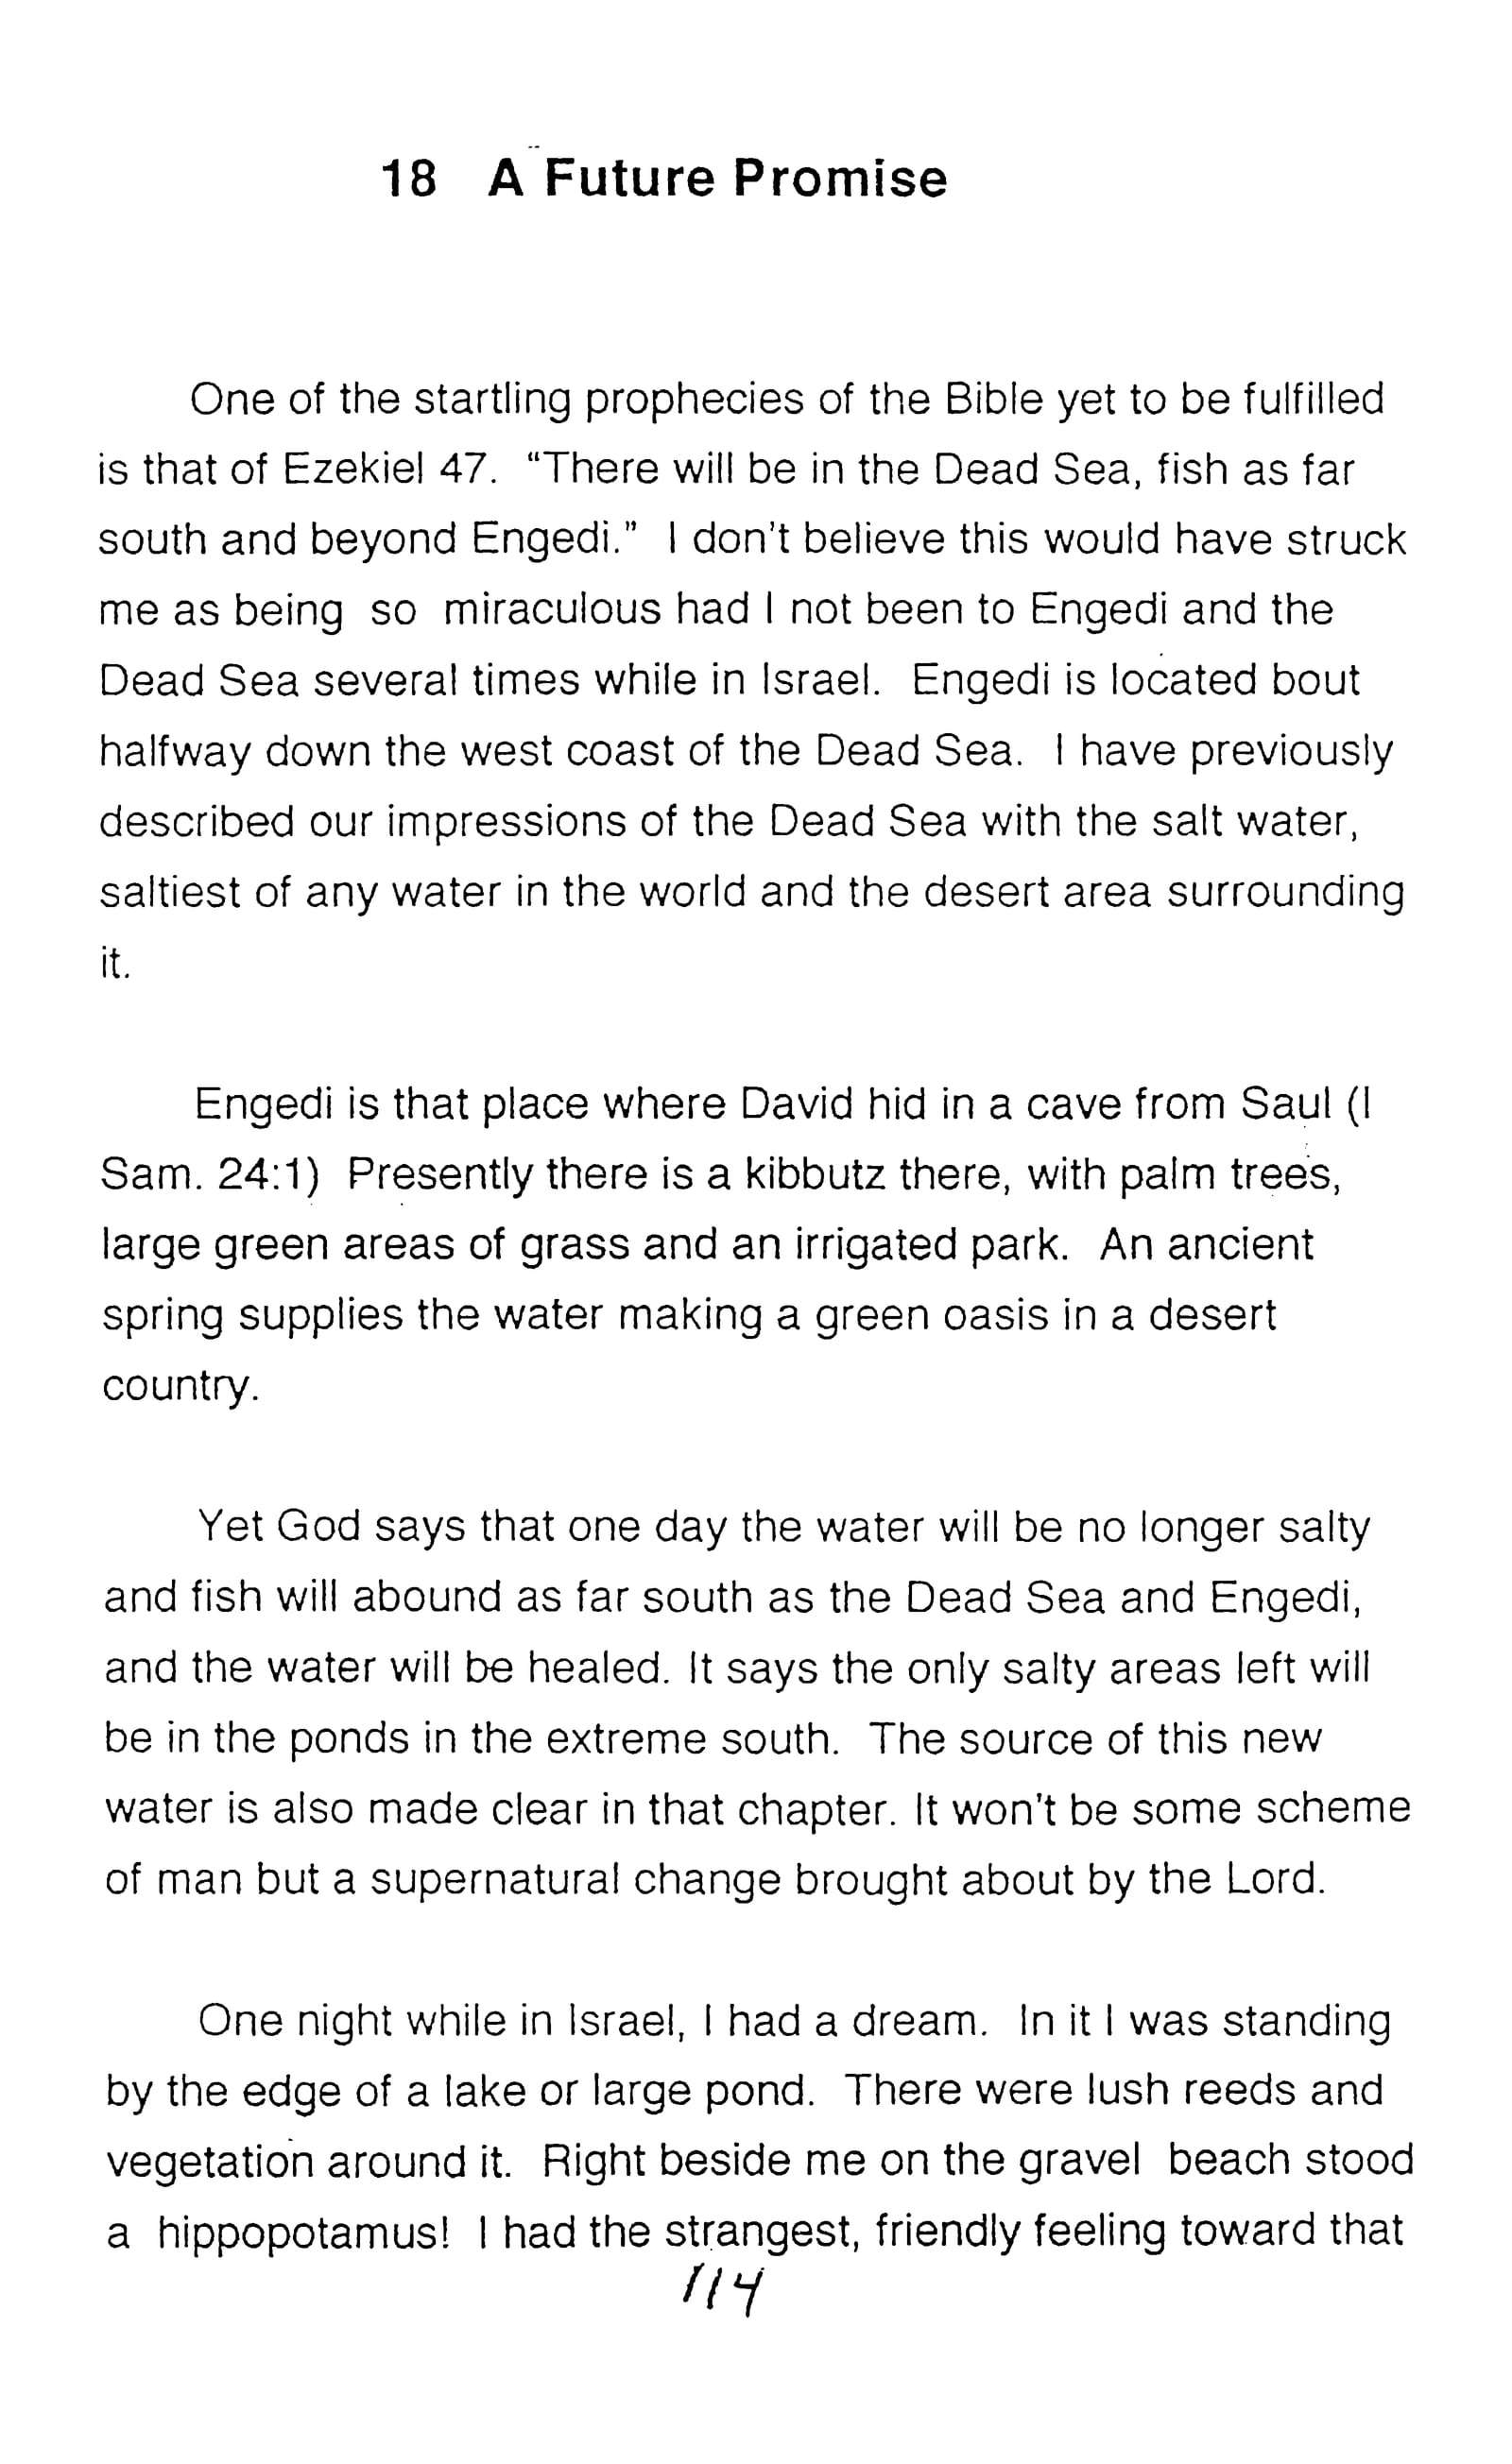 18 A Future Promise
One of the startling prophecies of the Bible yet to be fulfilled
is that of Ezekiel 47. "There will be in the Dead Sea, fish as far
south and beyond Engedi." I don't believe this would have struck
me as being so miraculous had I not been to Engedi and the
Dead Sea several times while in Israel. Engedi is located bout
halfway down the west coast of the Dead Sea. I have previously
described our impressions of the Dead Sea with the salt water,
saltiest of any water in the world and the desert area surrounding
it.
Engedi is that place where David hid in a cave from Saul (I
Sam. 24:1) Presently there is a kibbutz there, with palm trees,
large green areas of grass and an irrigated park. An ancient
spring supplies the water making a green oasis in a desert
country.
Yet God says that one day the water will be no longer salty
and fish will abound as far south as the Dead Sea and Engedi,
and the water will be healed. It says the only salty areas left will
be in the ponds in the extreme south. The source of this new
water is also made clear in that chapter. It won't be some scheme
of man but a supernatural change brought about by the Lord.
One night while in Israel, I had a dream. In it I was standing
by the edge of a lake or large pond. There were lush reeds and
vegetation around it. Right beside me on the gravel beach stood
a hippopotamus! I had the strangest, friendly feeling toward that
114